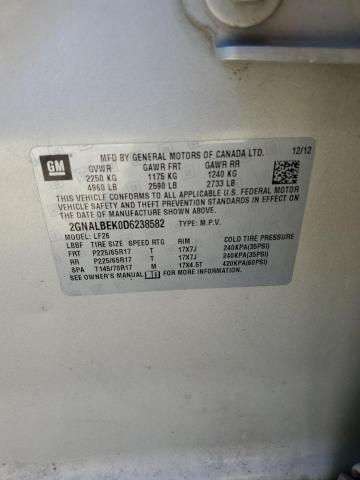 GM
MFD BY GENERAL MOTORS OF CANADA LTD. 12/12
GVWR GAWR FRT GAWR RR
2250 KG 1175 KG 1240 KG
4960 LB 2590 LB 2733 LB
THIS VEHICLE CONFORMS TO ALL APPLICABLE U.S. FEDERAL MOTOR
VEHICLE SAFETY AND THEFT PREVENTION STANDARDS IN EFFECT ON
THE DATE OF MANUFACTURE SHOWN ABOVE.
2GNALBEK0D6238582 TYPE: M.P.V.
MODEL: LF26
LBBF TIRE SIZE SPEED RTG RIM COLD TIRE PRESSURE
FRT P225/65R17 T 17X7J 240KPA(35PSI)
RR P225/65R17 T 17X7J 240KPA(35PSI)
SPA T145/70R17 M 17X4.5T 420KPA(60PSI)
SEE OWNER'S MANUAL FOR MORE INFORMATION.